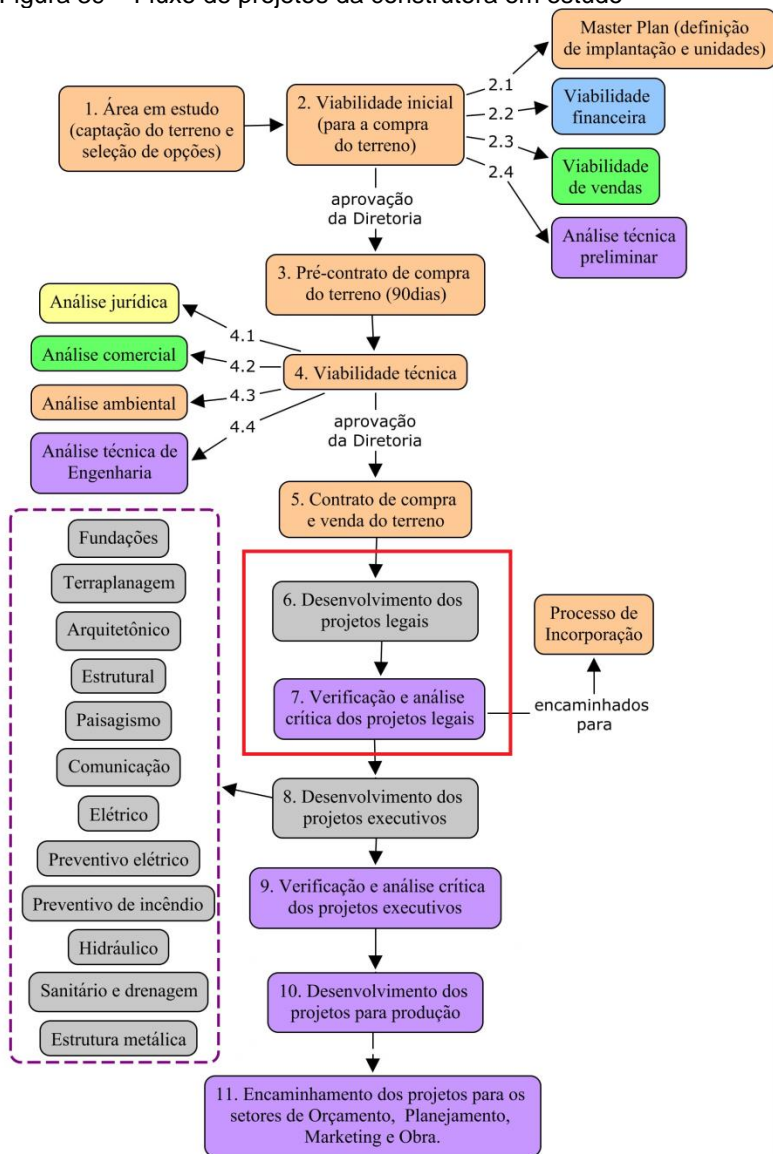 Figura 30 – Fluxo de projetos da construtora em estudo
Master Plan (definição
de implantação e unidades)
2.1
1. Área em estudo
(captação do terreno e
seleção de opções)
2. Viabilidade inicial
(para a compra
do terreno)
2.2
Viabilidade
financeira
2.3
Viabilidade
de vendas
2.4
Análise técnica
preliminar
aprovação
da Diretoria
3. Pré-contrato de compra
do terreno (90dias)
Análise jurídica
4.1
Análise comercial
4.2
4. Viabilidade técnica
Análise ambiental
4.3
4.4
Análise técnica de
Engenharia
aprovação
da Diretoria
5. Contrato de compra
e venda do terreno
6. Desenvolvimento dos
projetos legais
Processo de
Incorporação
7. Verificação e análise
crítica dos projetos legais
encaminhados
para
8. Desenvolvimento dos
projetos executivos
Fundações
Terraplanagem
Arquitetônico
Estrutural
Paisagismo
Comunicação
Elétrico
Preventivo elétrico
Preventivo de incêndio
Hidráulico
Sanitário e drenagem
Estrutura metálica
9. Verificação e análise crítica
dos projetos executivos
10. Desenvolvimento dos
projetos para produção
11. Encaminhamento dos projetos para os
setores de Orçamento, Planejamento,
Marketing e Obra.